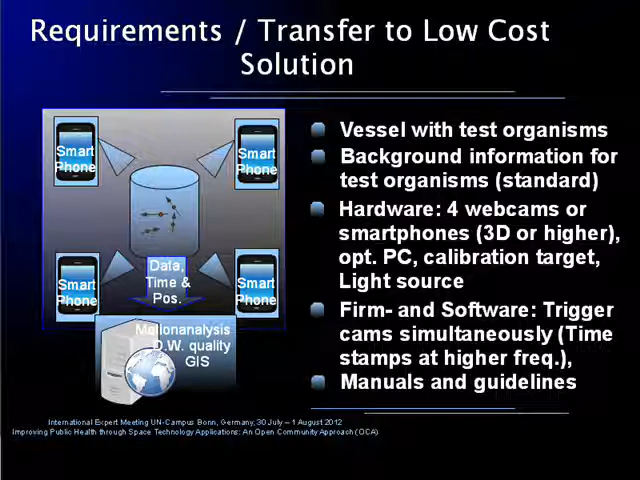 Requirements / Transfer to Low Cost
Solution
Smart
Phone
Smart
Phone
Smart
Phone
Smart
Phone
Data,
Time &
Pos.
Motionanalysis
D.W. quality
GIS
Vessel with test organisms
Background information for
test organisms (standard)
Hardware: 4 webcams or
smartphones (3D or higher),
opt. PC, calibration target,
Light source
Firm- and Software: Trigger
cams simultaneously (Time
stamps at higher freq.),
Manuals and guidelines
International Expert Meeting UN-Campus Bonn, Germany, 30 July – 1 August 2012
Improving Public Health through Space Technology Applications: An Open Community Approach (OCA)